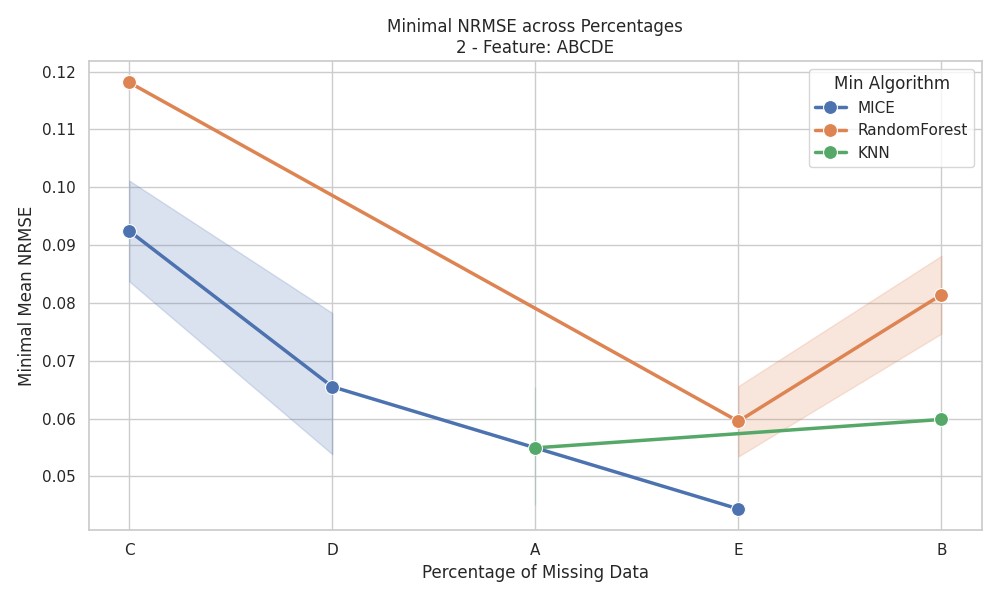 Minimal NRMSE across Percentages
2 - Feature: ABCDE
Minimal Mean NRMSE
0.12
0.11
0.10
0.09
0.08
0.07
0.06
0.05
Min Algorithm
MICE
RandomForest
KNN
C D A E B
Percentage of Missing Data